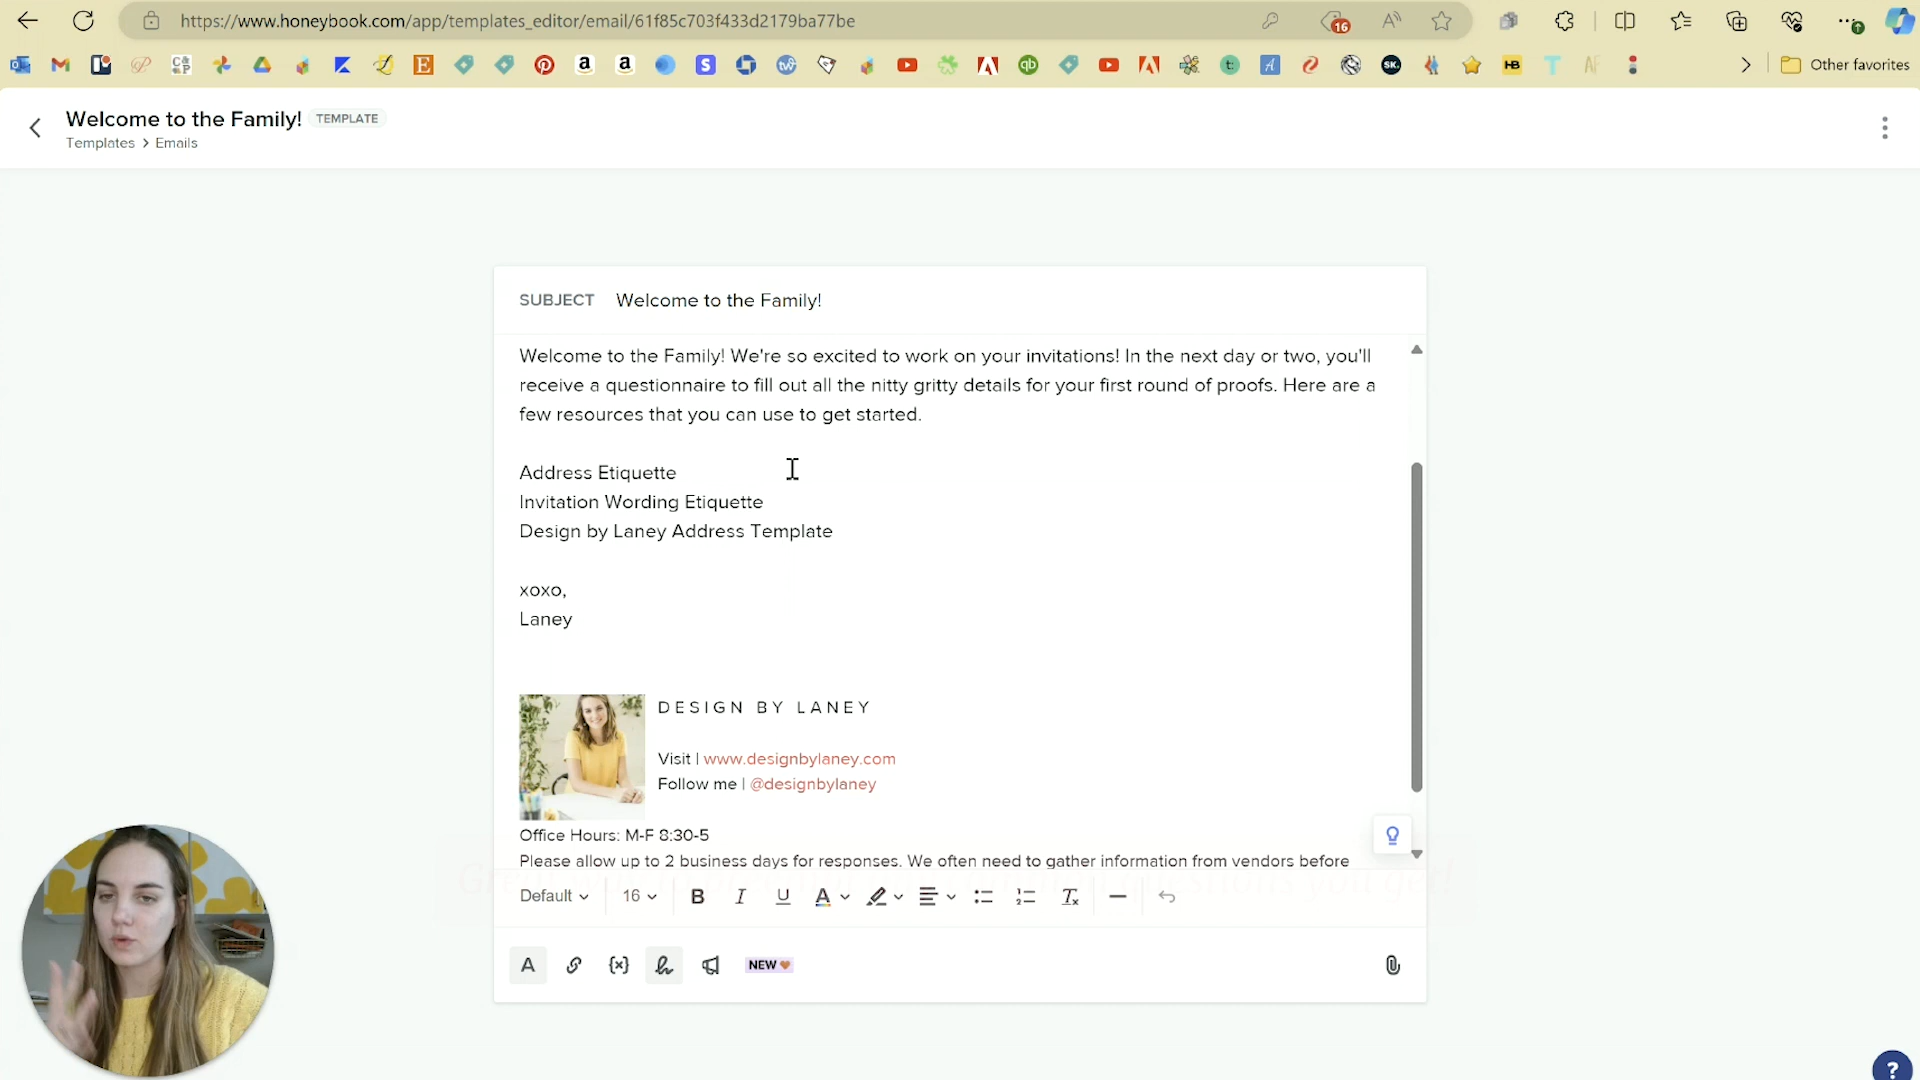 https://www.honeybook.com/app/templates_editor/email/61f85c703f433d2179ba77be
16
Other favorites
Welcome to the Family! TEMPLATE
Templates > Emails
SUBJECT Welcome to the Family!
Welcome to the Family! We're so excited to work on your invitations! In the next day or two, you'll
receive a questionnaire to fill out all the nitty gritty details for your first round of proofs. Here are a
few resources that you can use to get started.
Address Etiquette
Invitation Wording Etiquette
Design by Laney Address Template
xoxo,
Laney
DESIGN BY LANEY
Visit | www.designbylaney.com
Follow me | @designbylaney
Office Hours: M-F 8:30-5
Please allow up to 2 business days for responses. We often need to gather information from vendors before
Default 16 B I U A
A NEW